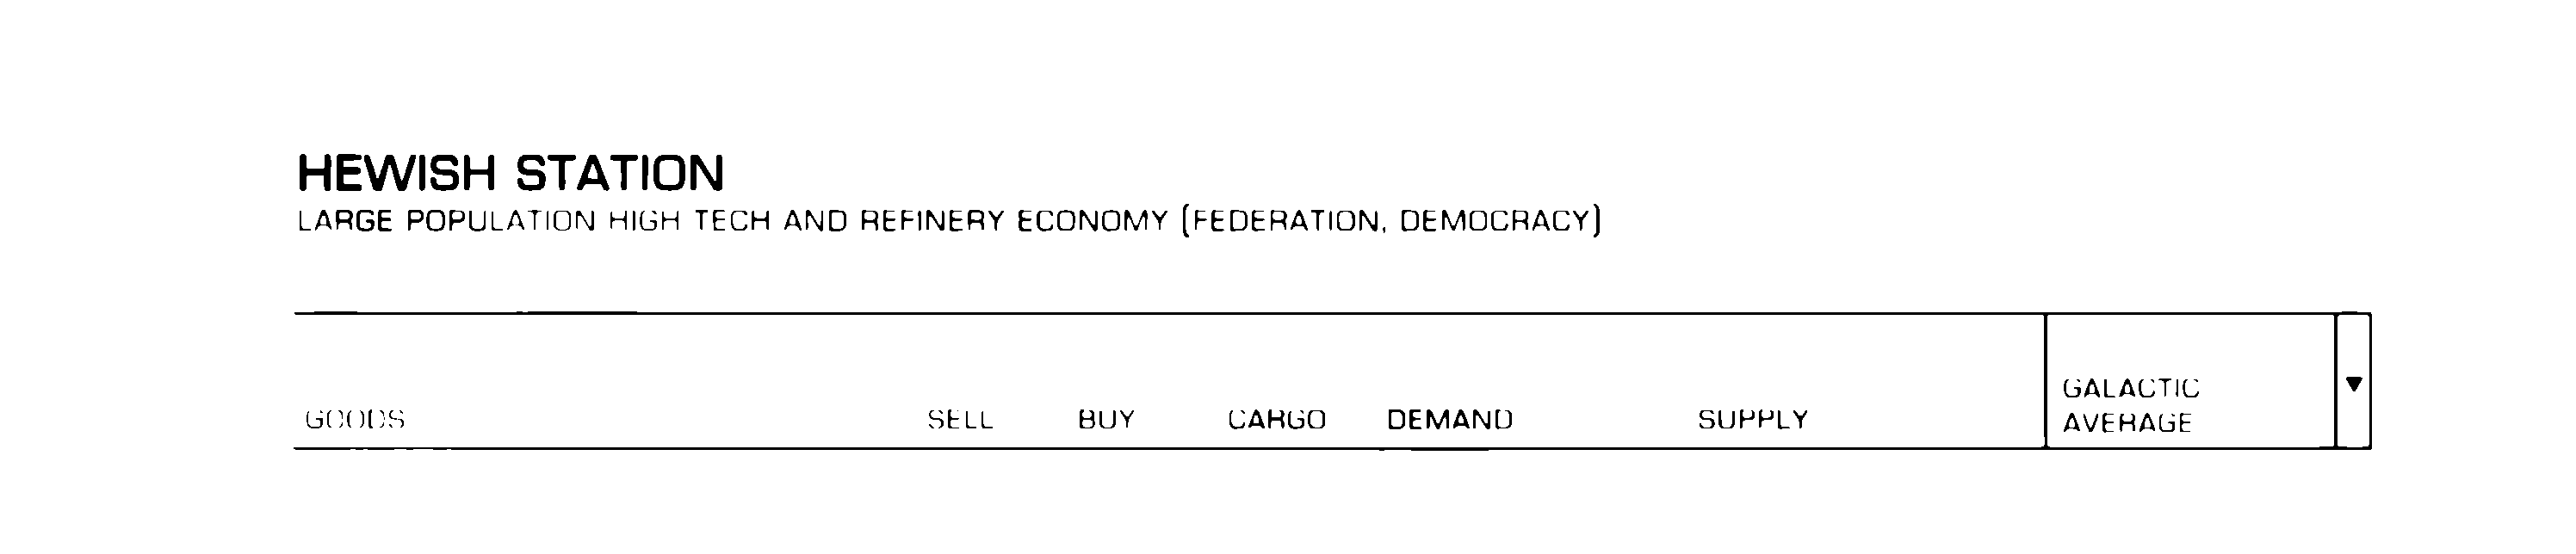 HEWISH STATION
LARGE POPULATION HIGH TECH AND REFINERY ECONOMY (FEDERATION, DEMOCRACY)
GOODS SELL BUY CARGO DEMAND SUPPLY GALACTIC
AVERAGE